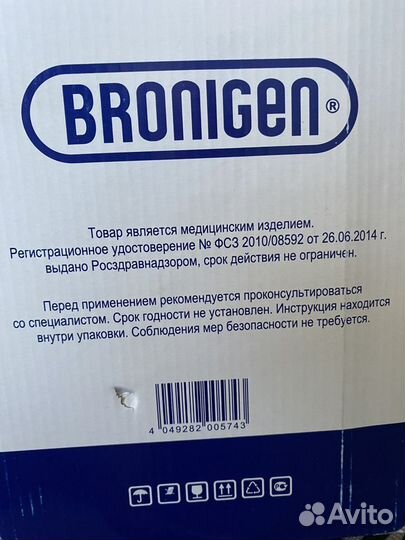 BRONIGEN®
Товар является медицинским изделием.
Регистрационное удостоверение № ФСЗ 2010/08592 от 26.06.2014 г.
выдано Росздравнадзором, срок действия не ограничен.
Перед применением рекомендуется проконсультироваться
со специалистом. Срок годности не установлен. Инструкция находится
внутри упаковки. Соблюдения мер безопасности не требуется.
4 049282 005743
Avito